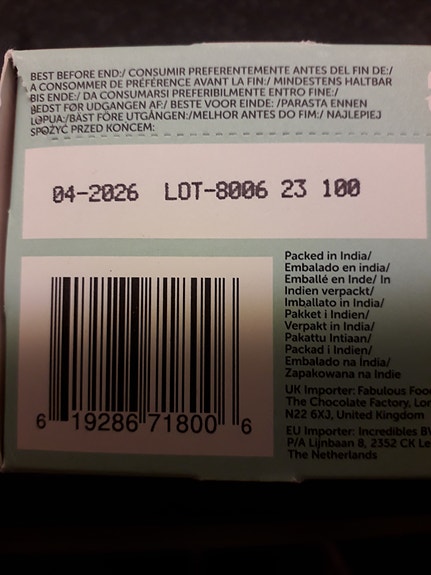 BEST BEFORE END:/ CONSUMIR PREFERENTEMENTE ANTES DEL FIN DE:/
A CONSOMMER DE PRÉFÉRENCE AVANT LA FIN:/ MINDESTENS HALTBAR
BIS ENDE:/ DA CONSUMARSI PREFERIBILMENTE ENTRO FINE:/
BEDST FØR UDGANGEN AF:/ BESTE VOOR EINDE: /PARASTA ENNEN
LOPUA:/BÄST FÖRE UTGÅNGEN:/MELHOR ANTES DO FIM:/ NAJLEPIEJ
SPOŻYĆ PRZED KOŃCEM:
04-2026 LOT-8006 23 100
Packed in India/
Embalado en india/
Emballé en Inde/ In
Indien verpackt/
Imballato in India/
Pakket i Indien/
Verpakt in India/
Pakattu Intiaan/
Packad i Indien/
Embalado na Índia/
Zapakowana na Indie
UK Importer: Fabulous Foo
The Chocolate Factory, Lon
N22 6XJ, United Kingdom
EU Importer: Incredibles BV
P/A Lijnbaan 8, 2352 CK Le
The Netherlands
6 19286 71800 6